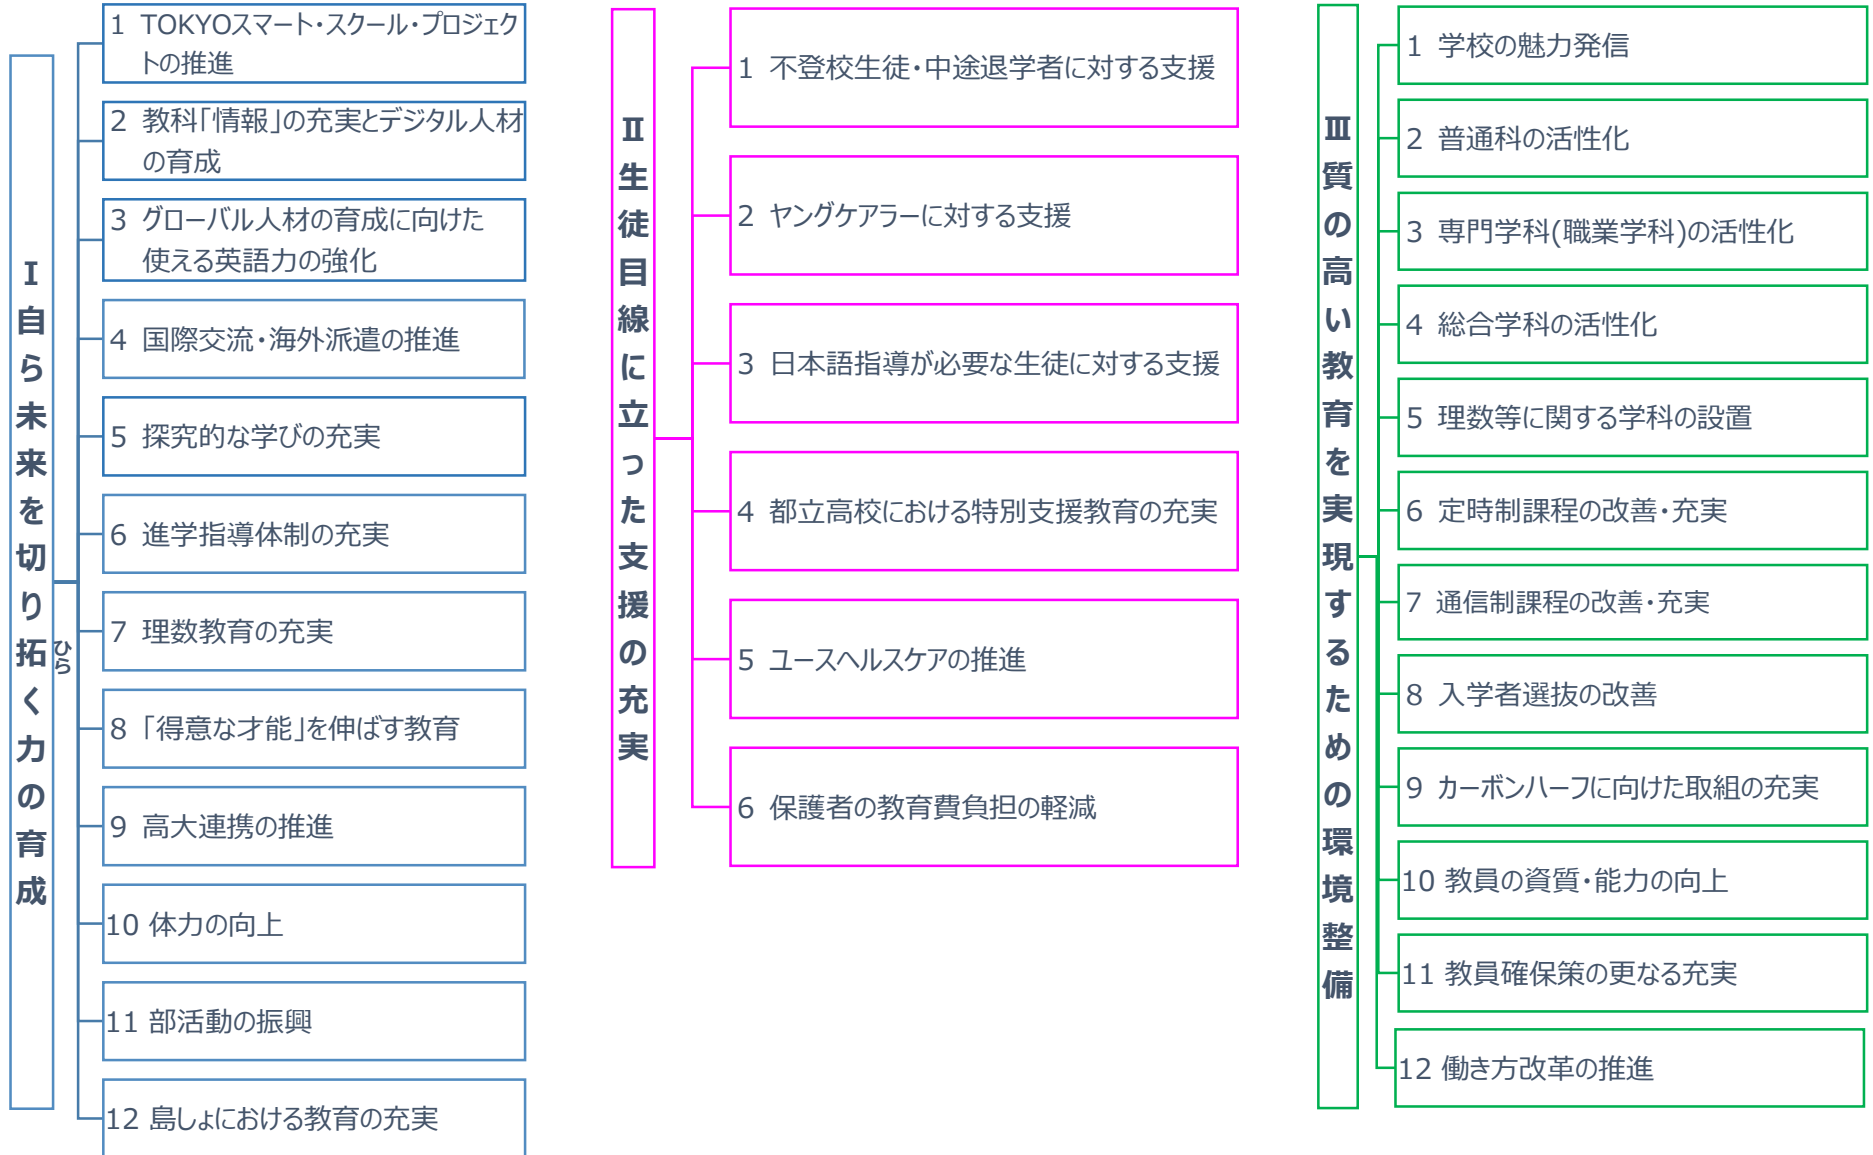 Ⅰ自ら未来を切り拓く力の育成
ひら
1 TOKYOスマート・スクール・プロジェク
トの推進
2 教科「情報」の充実とデジタル人材
の育成
3 グローバル人材の育成に向けた
使える英語力の強化
4 国際交流・海外派遣の推進
5 探究的な学びの充実
6 進学指導体制の充実
7 理数教育の充実
8 「得意な才能」を伸ばす教育
9 高大連携の推進
10 体力の向上
11 部活動の振興
12 島しょにおける教育の充実
Ⅱ生徒目線に立った支援の充実
1 不登校生徒・中途退学者に対する支援
2 ヤングケアラーに対する支援
3 日本語指導が必要な生徒に対する支援
4 都立高校における特別支援教育の充実
5 ユースヘルスケアの推進
6 保護者の教育費負担の軽減
Ⅲ質の高い教育を実現するための環境整備
1 学校の魅力発信
2 普通科の活性化
3 専門学科(職業学科)の活性化
4 総合学科の活性化
5 理数等に関する学科の設置
6 定時制課程の改善・充実
7 通信制課程の改善・充実
8 入学者選抜の改善
9 カーボンハーフに向けた取組の充実
10 教員の資質・能力の向上
11 教員確保策の更なる充実
12 働き方改革の推進